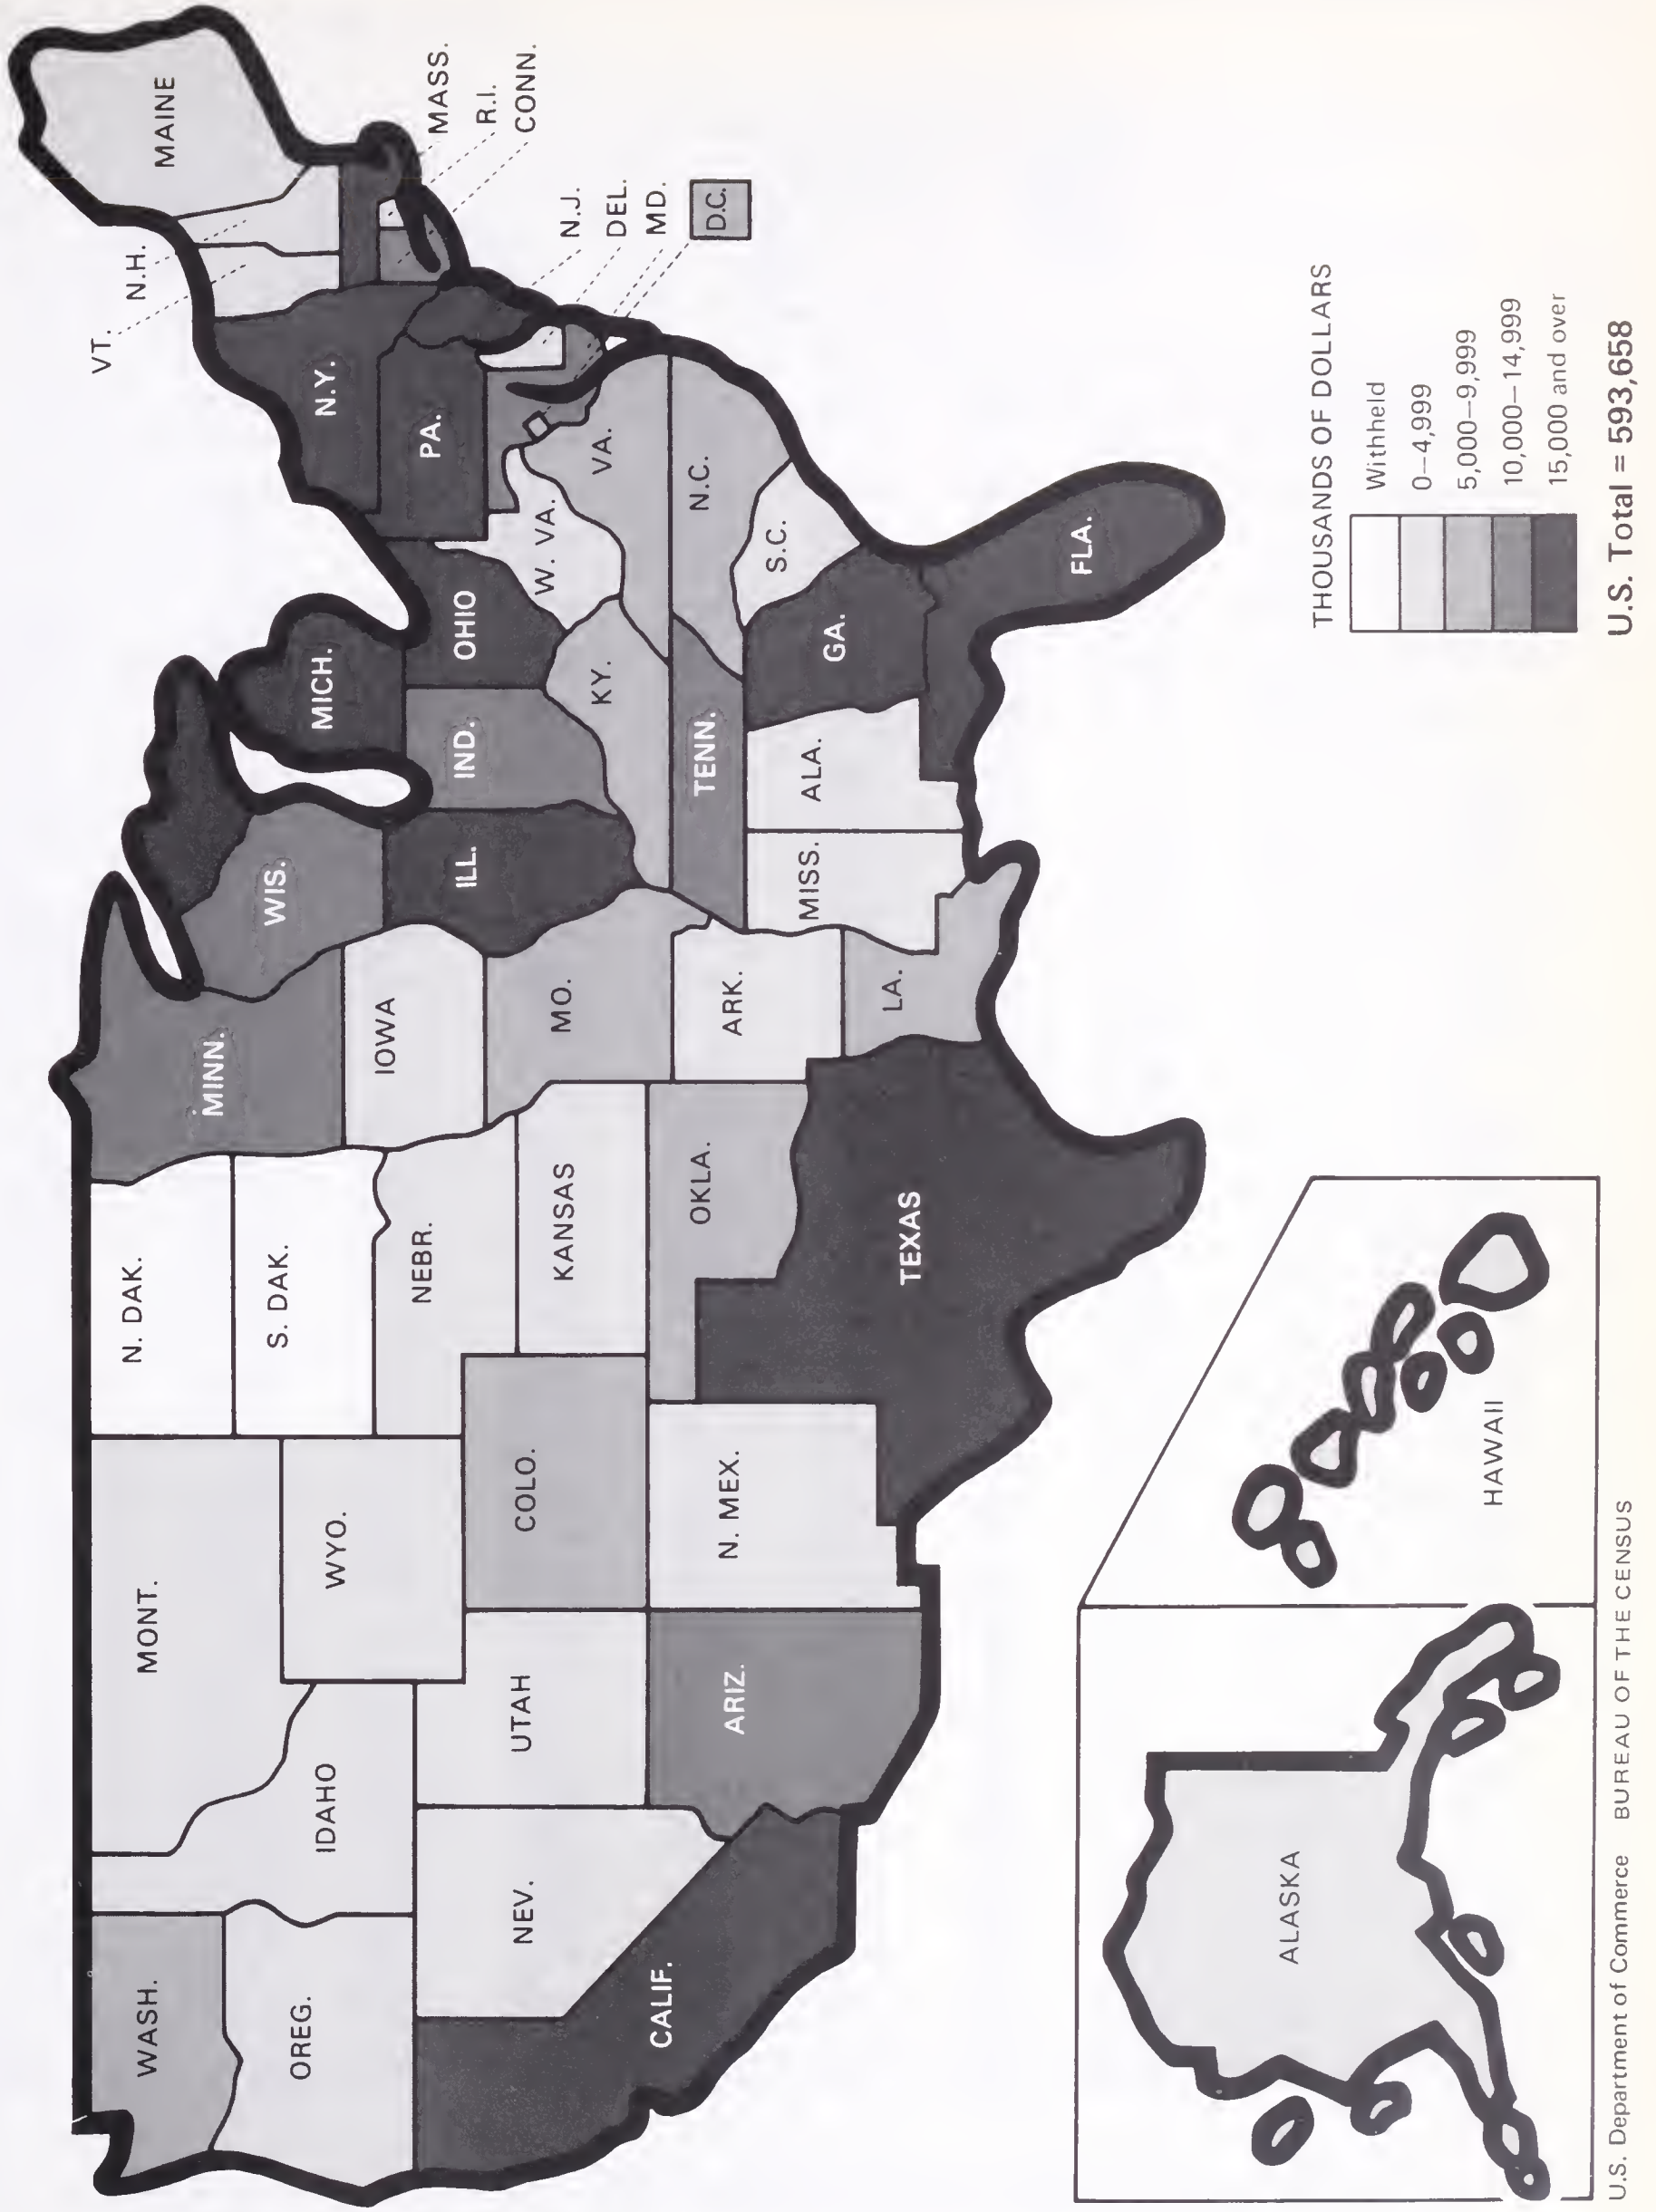 WASH.
MONT.
N. DAK.
MINN.
WIS.
MICH.
VT.
N.H.
MAINE
OREG.
IDAHO
WYO.
S. DAK.
IOWA
N.Y.
MASS.
R.I.
CONN.
NEV.
UTAH
COLO.
NEBR.
KANSAS
MO.
ILL.
IND.
OHIO
PA.
N.J.
DEL.
MD.
D.C.
W. VA.
VA.
KY.
CALIF.
ARIZ.
N. MEX.
OKLA.
ARK.
TENN.
N.C.
S.C.
TEXAS
LA.
MISS.
ALA.
GA.
FLA.
ALASKA
HAWAII
THOUSANDS OF DOLLARS
Withheld
0–4,999
5,000–9,999
10,000–14,999
15,000 and over
U.S. Total = 593,658
U.S. Department of Commerce BUREAU OF THE CENSUS